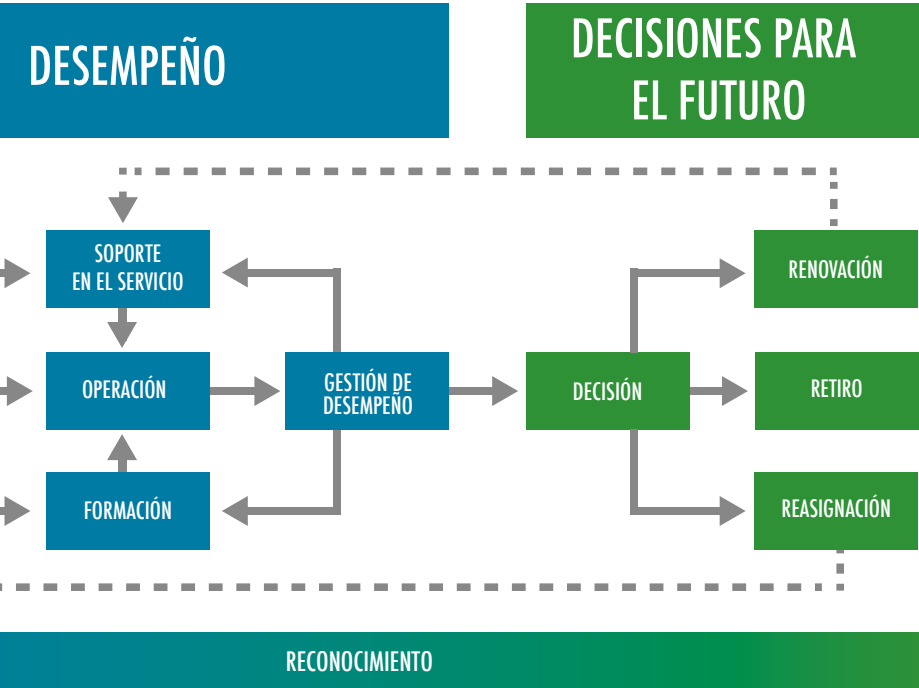 DESEMPEÑO
DECISIONES PARA
EL FUTURO
SOPORTE
EN EL SERVICIO
RENOVACIÓN
OPERACIÓN
GESTIÓN DE
DESEMPEÑO
DECISIÓN
RETIRO
FORMACIÓN
REASIGNACIÓN
RECONOCIMIENTO